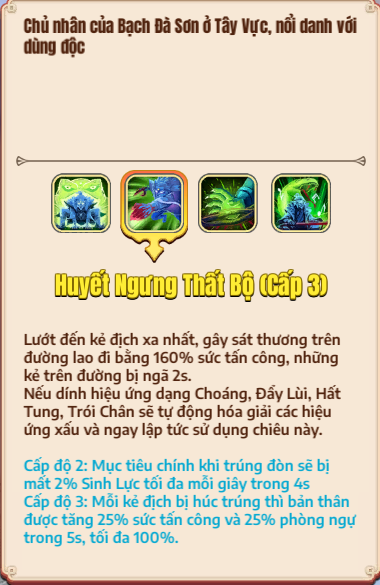 Chủ nhân của Bạch Đà Sơn ở Tây Vực, nổi danh với
dùng độc
Huyết Ngưng Thất Bộ (Cấp 3)
Lướt đến kẻ địch xa nhất, gây sát thương trên
đường lao đi bằng 160% sức tấn công, những
kẻ trên đường bị ngã 2s.
Nếu dính hiệu ứng dạng Choáng, Đẩy Lùi, Hất
Tung, Trói Chân sẽ tự động hóa giải các hiệu
ứng xấu và ngay lập tức sử dụng chiêu này.
Cấp độ 2: Mục tiêu chính khi trúng đòn sẽ bị
mất 2% Sinh Lực tối đa mỗi giây trong 4s
Cấp độ 3: Mỗi kẻ địch bị húc trúng thì bản thân
được tăng 25% sức tấn công và 25% phòng ngự
trong 5s, tối đa 100%.